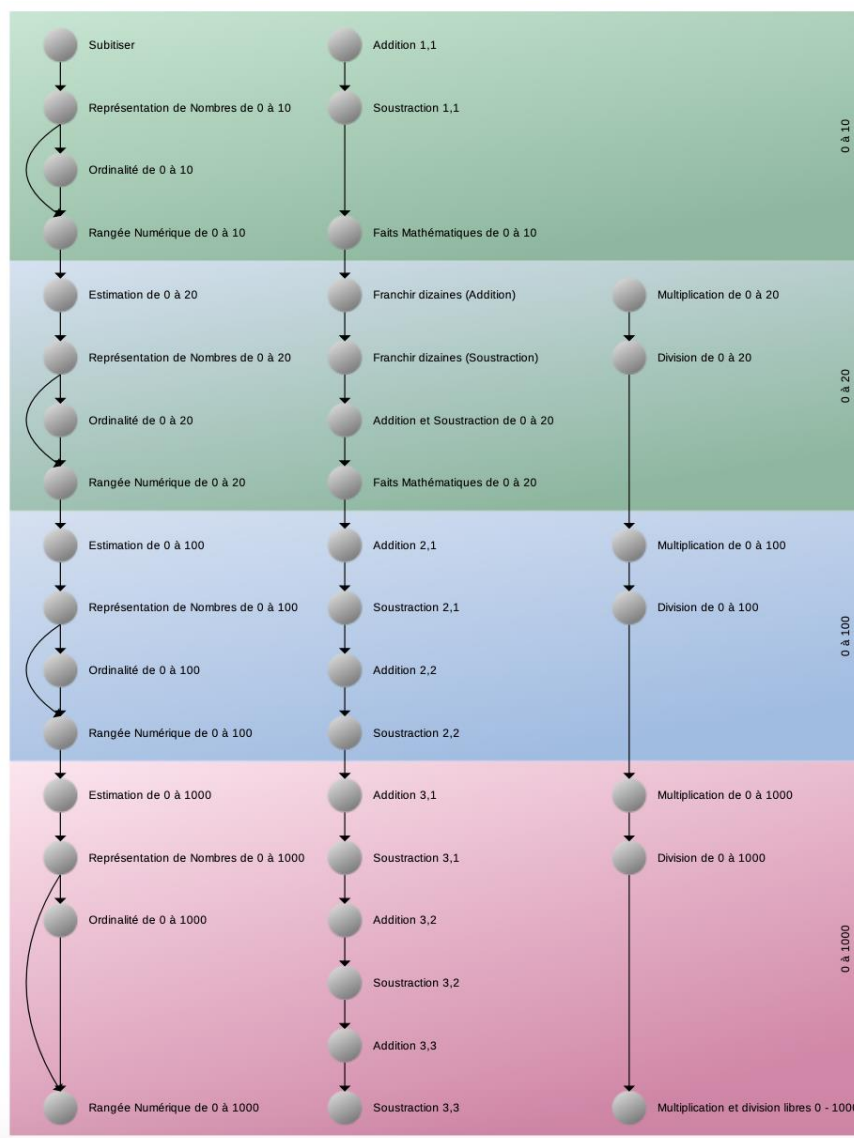 Subitiser
Addition 1,1
Représentation de Nombres de 0 à 10
Soustraction 1,1
Ordinalité de 0 à 10
Rangée Numérique de 0 à 10
Faits Mathématiques de 0 à 10
0 à 10
Estimation de 0 à 20
Franchir dizaines (Addition)
Multiplication de 0 à 20
Représentation de Nombres de 0 à 20
Franchir dizaines (Soustraction)
Division de 0 à 20
Ordinalité de 0 à 20
Addition et Soustraction de 0 à 20
Rangée Numérique de 0 à 20
Faits Mathématiques de 0 à 20
0 à 20
Estimation de 0 à 100
Addition 2,1
Multiplication de 0 à 100
Représentation de Nombres de 0 à 100
Soustraction 2,1
Division de 0 à 100
Ordinalité de 0 à 100
Addition 2,2
Rangée Numérique de 0 à 100
Soustraction 2,2
0 à 100
Estimation de 0 à 1000
Addition 3,1
Multiplication de 0 à 1000
Représentation de Nombres de 0 à 1000
Soustraction 3,1
Division de 0 à 1000
Ordinalité de 0 à 1000
Addition 3,2
Soustraction 3,2
Addition 3,3
Rangée Numérique de 0 à 1000
Soustraction 3,3
Multiplication et division libres 0 - 1000
0 à 1000